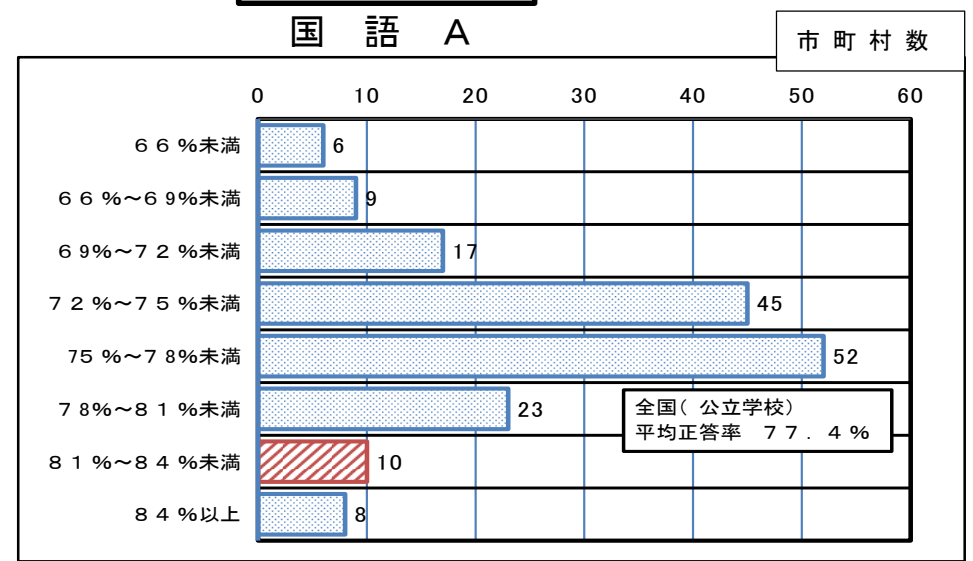 国語A
市町村数
0 10 20 30 40 50 60
66%未満 6
66%~69%未満 9
69%~72%未満 17
72%~75%未満 45
75%~78%未満 52
78%~81%未満 23
全国(公立学校)
平均正答率 77.4%
81%~84%未満 10
84%以上 8